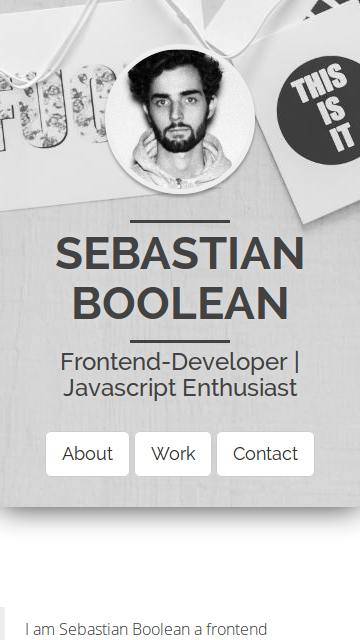 FUC
THIS
IS
IT
SEBASTIAN
BOOLEAN
Frontend-Developer |
Javascript Enthusiast
About Work Contact
I am Sebastian Boolean a frontend